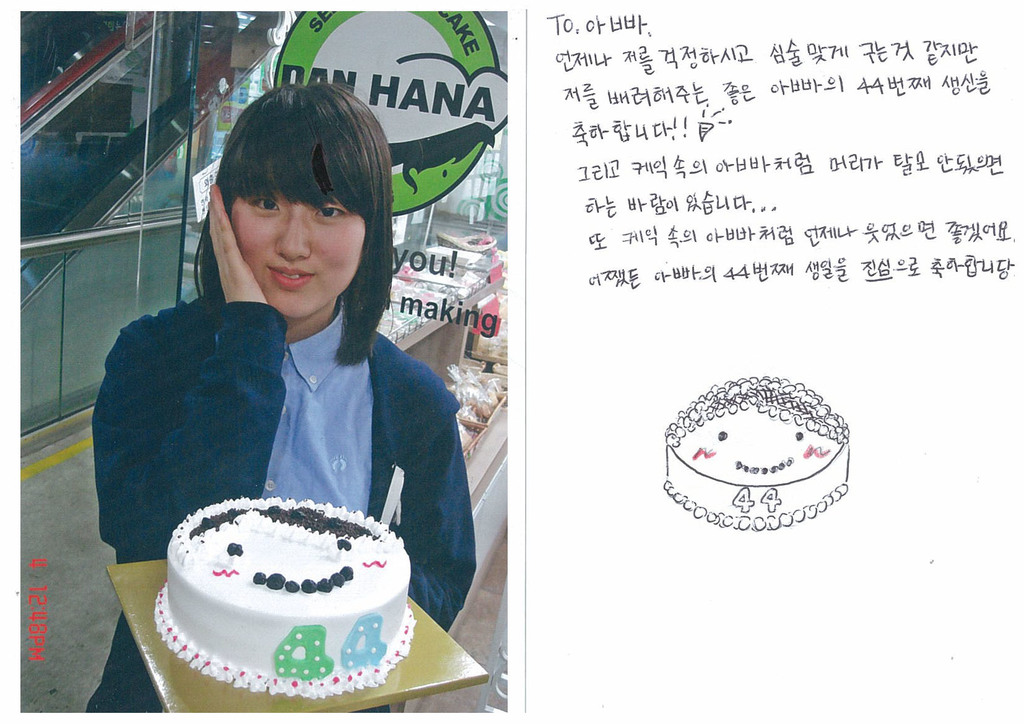 SE
CAKE
DAN HANA
you!
making
44
4 12:48PM
TO. 아빠.
언제나 저를 걱정하시고 심술 맞게 구는것 같지만
저를 배려해주는 좋은 아빠의 44번째 생신을
축하합니다!!
그리고 케익 속의 아빠처럼 머리가 탈모 안됬으면
하는 바램이 있습니다...
또 케익 속의 아빠처럼 언제나 웃었으면 좋겠어요.
어쨌든 아빠의 44번째 생일을 진심으로 축하합니당
44